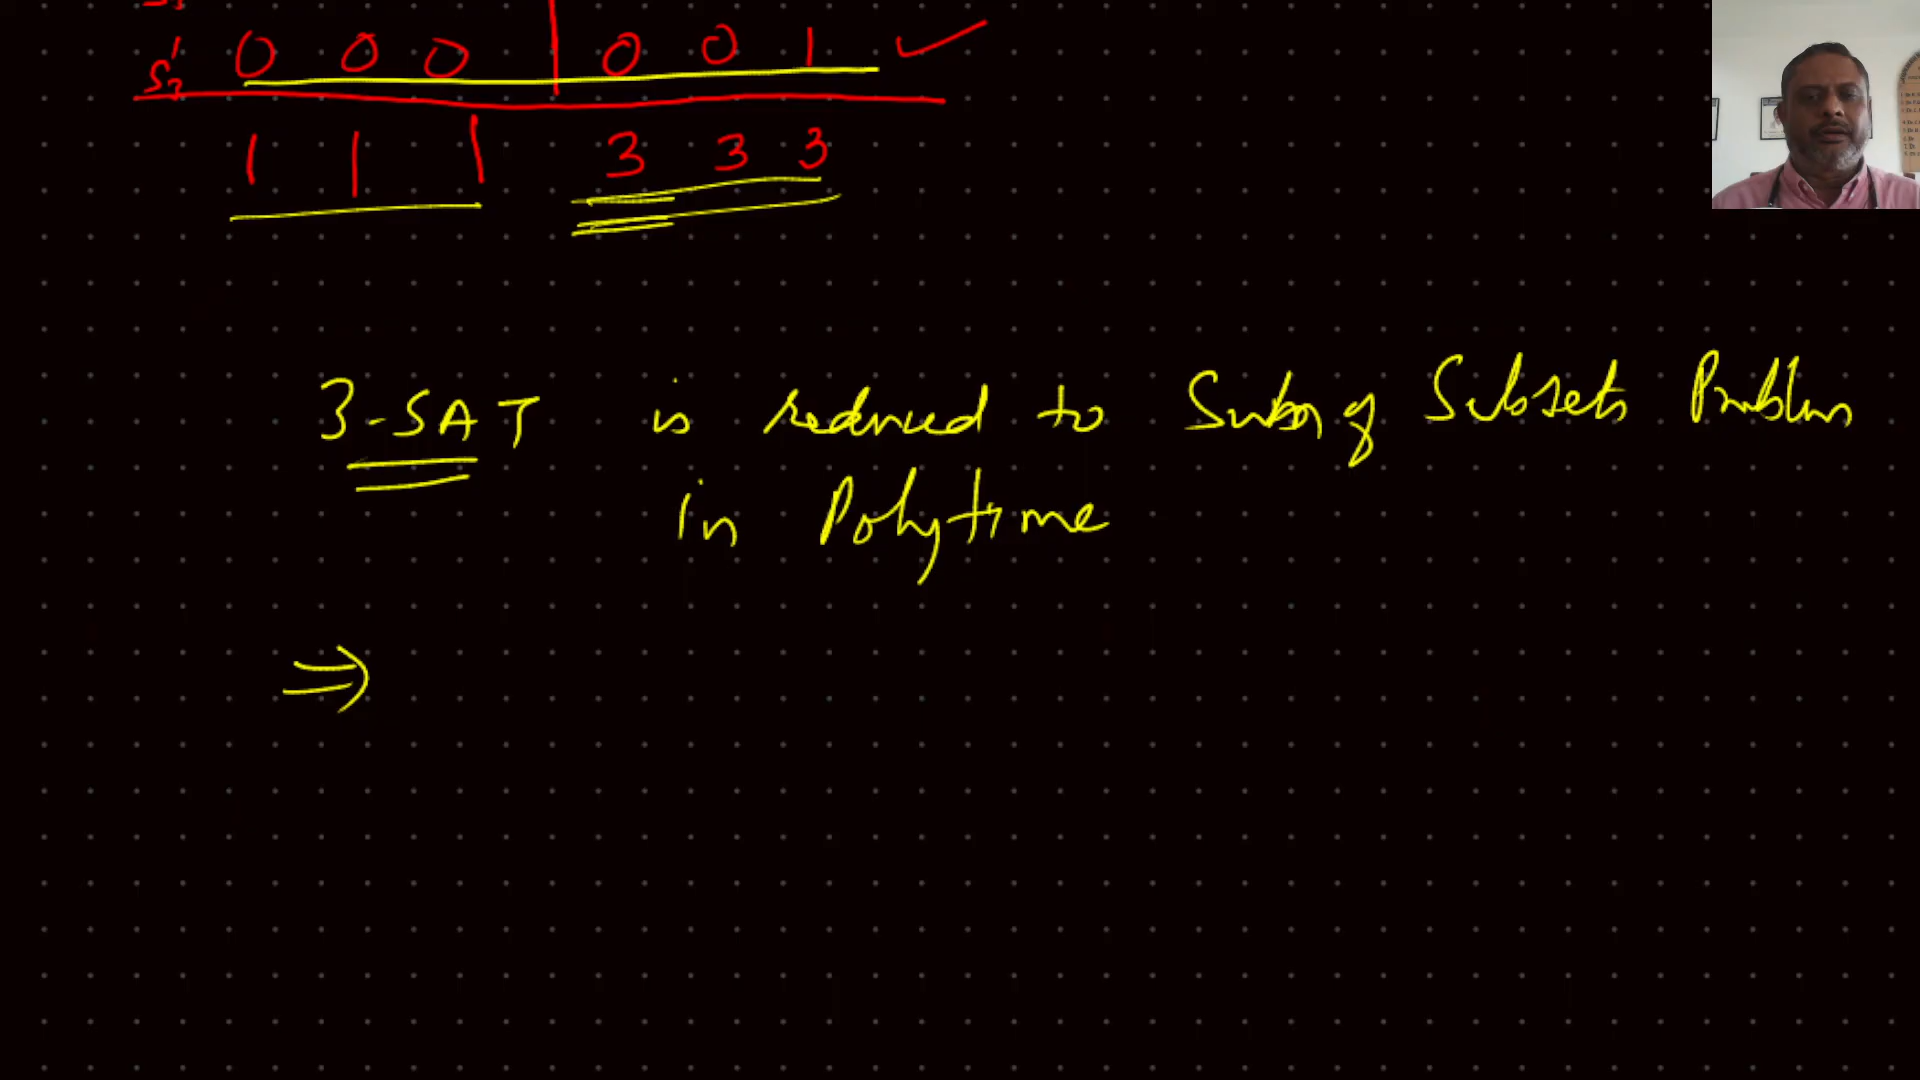 S₃' 0 0 0 | 0 0 1 ✓
1 1 1 3 3 3
3-SAT is reduced to of Subsets Problem
in Polytime
⇒